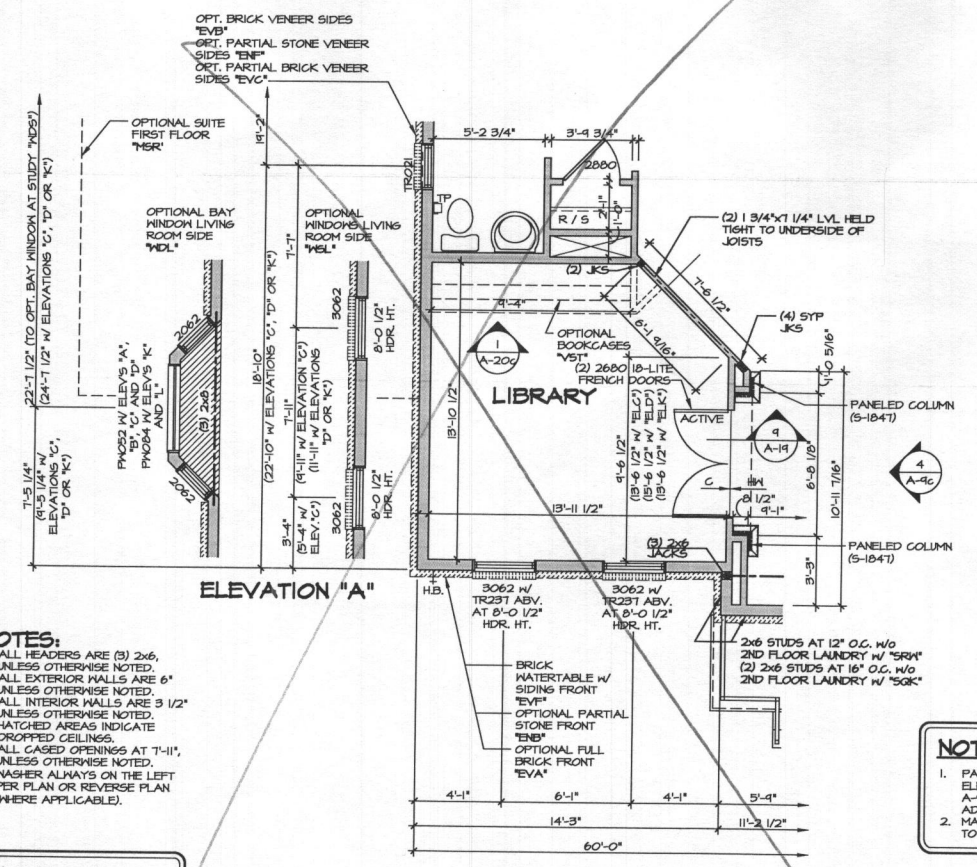 OPT. BRICK VENEER SIDES
"EVB"
OPT. PARTIAL STONE VENEER
SIDES "ENF"
OPT. PARTIAL BRICK VENEER
SIDES "EVC"
OPTIONAL SUITE
FIRST FLOOR
"MSR'
19'-2"
5'-2 3/4"
3'-9 3/4"
2880
TR021
TP
R / S
2'-1"
1'-0"
22'-7 1/2" (TO OPT. BAY WINDOW AT STUDY "WDS")
(24'-7 1/2" W/ ELEVATIONS "C", "D" OR "K")
OPTIONAL BAY
WINDOW LIVING
ROOM SIDE
"WDL"
OPTIONAL
WINDOWS LIVING
ROOM SIDE
"WSL"
7'-7"
(2) 1 3/4"x7 1/4" LVL HELD
TIGHT TO UNDERSIDE OF
JOISTS
(2) JKS
7'-6 1/2"
9'-4"
3062
8'-0 1/2"
HDR. HT.
(4) SYP
JKS
2062
(3) 2x8
2062
PW052 W/ ELEVS "A",
"B", "C" AND "D"
PW084 W/ ELEVS "K"
AND "L"
18'-10"
(22'-10" W/ ELEVATIONS "C", "D" OR "K")
7'-11"
(9'-11" W/ ELEVATION "C")
(11'-11" W/ ELEVATIONS
"D" OR "K")
1
A-20c
OPTIONAL
BOOKCASES
"VST"
6'-1 9/16"
(2) 2680 18-LITE
FRENCH DOORS
LIBRARY
ACTIVE
1'-0 5/16"
PANELED COLUMN
(S-1847)
13'-10 1/2"
9'-6 1/2"
(13'-6 1/2" W/ "ELC")
(15'-6 1/2" W/ "ELD")
(13'-6 1/2" W/ "ELK")
9
A-19
6'-8 1/8"
10'-11 7/16"
4
A-9c
7'-5 1/4"
(9'-5 1/4" W/
ELEVATIONS "C",
"D" OR "K")
3'-4"
(5'-4" W/
ELEV. "C")
3062
8'-0 1/2"
HDR. HT.
C
HW
8 1/2"
9'-1"
13'-11 1/2"
(3) 2x6
JACKS
3'-3"
PANELED COLUMN
(S-1847)
ELEVATION "A"
H.B.
3062 W/
TR237 ABV.
AT 8'-0 1/2"
HDR. HT.
3062 W/
TR237 ABV.
AT 8'-0 1/2"
HDR. HT.
2x6 STUDS AT 12" O.C. W/O
2ND FLOOR LAUNDRY W/ "SRW"
(2) 2x6 STUDS AT 16" O.C. W/O
2ND FLOOR LAUNDRY W/ "SQK"
OTES:
ALL HEADERS ARE (3) 2x6,
UNLESS OTHERWISE NOTED.
ALL EXTERIOR WALLS ARE 6"
UNLESS OTHERWISE NOTED.
ALL INTERIOR WALLS ARE 3 1/2"
UNLESS OTHERWISE NOTED.
HATCHED AREAS INDICATE
DROPPED CEILINGS.
ALL CASED OPENINGS AT 7'-11",
UNLESS OTHERWISE NOTED.
WASHER ALWAYS ON THE LEFT
PER PLAN OR REVERSE PLAN
WHERE APPLICABLE).
BRICK
WATERTABLE W/
SIDING FRONT
"EVF"
OPTIONAL PARTIAL
STONE FRONT
"ENB"
OPTIONAL FULL
BRICK FRONT
"EVA"
NOT
1. PA
ELE
A-
AD
2. MA
TO
4'-1"
6'-1"
4'-1"
5'-9"
14'-3"
11'-2 1/2"
60'-0"